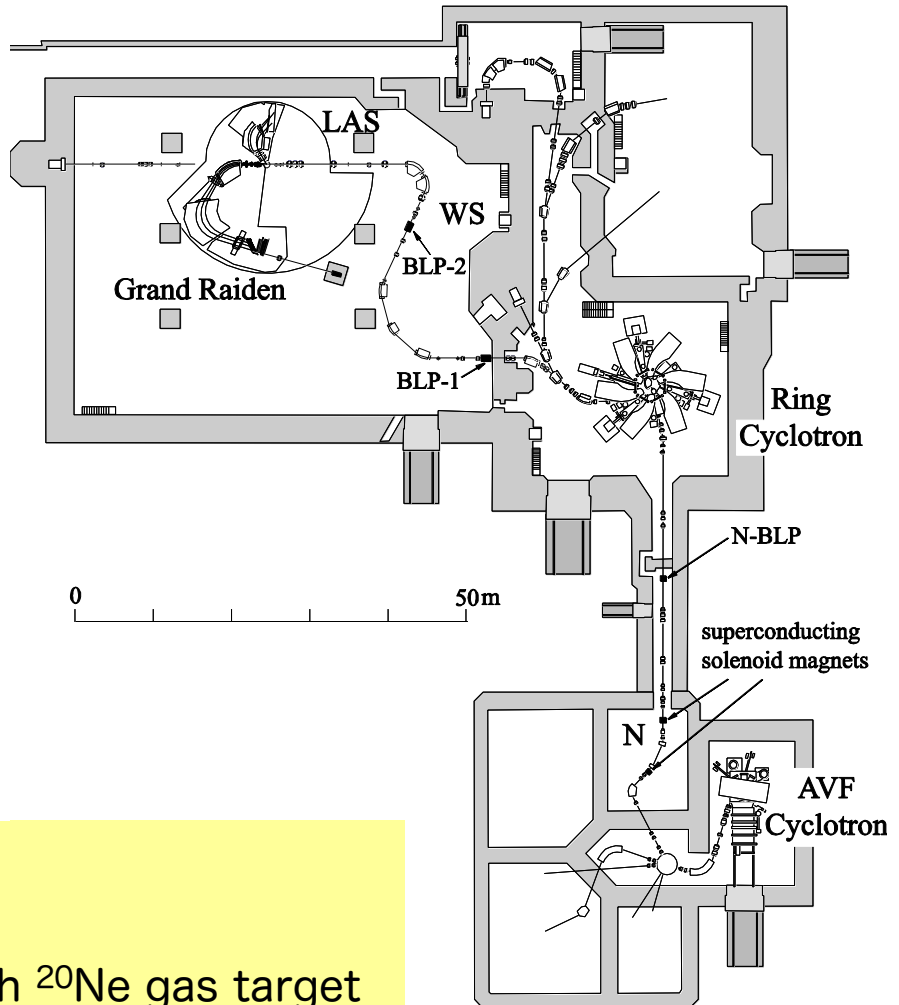 LAS
WS
BLP-2
Grand Raiden
BLP-1
Ring
Cyclotron
N-BLP
0
50m
superconducting
solenoid magnets
N
AVF
Cyclotron
h ²⁰Ne gas target